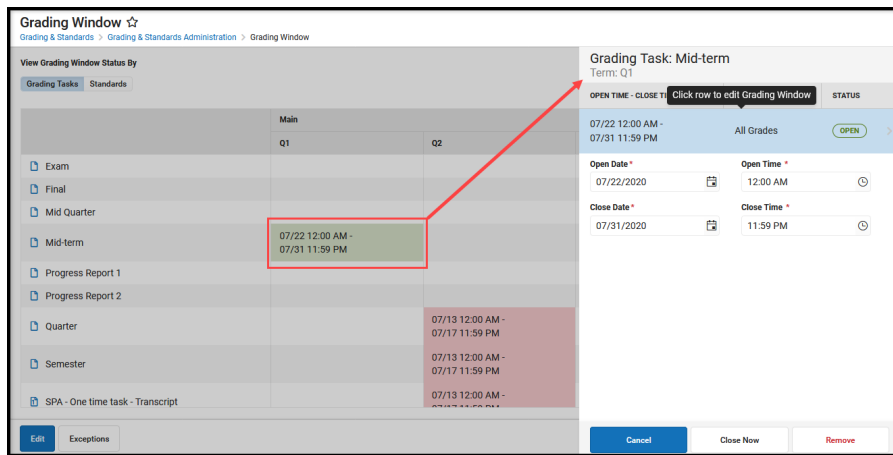 Grading Window
Grading & Standards > Grading & Standards Administration > Grading Window
View Grading Window Status By
Grading Tasks Standards
Main
Q1 Q2
Exam
Final
Mid Quarter
Mid-term
07/22 12:00 AM -
07/31 11:59 PM
Progress Report 1
Progress Report 2
Quarter
07/13 12:00 AM -
07/17 11:59 PM
Semester
07/13 12:00 AM -
07/17 11:59 PM
SPA - One time task - Transcript
07/13 12:00 AM -
07/17 11:59 PM
Edit Exceptions
Grading Task: Mid-term
Term: Q1
OPEN TIME - CLOSE TI
Click row to edit Grading Window
STATUS
07/22 12:00 AM -
07/31 11:59 PM
All Grades
OPEN
Open Date * Open Time *
07/22/2020 12:00 AM
Close Date * Close Time *
07/31/2020 11:59 PM
Cancel Close Now Remove